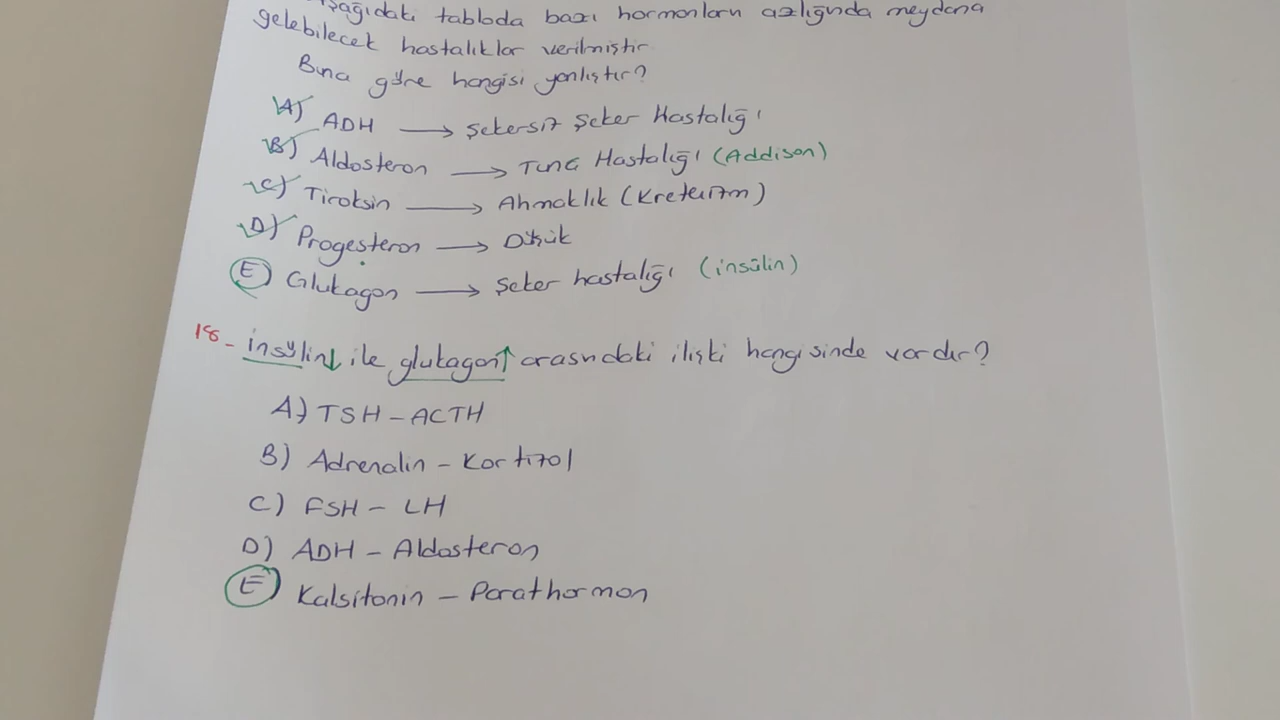 şağıdaki tabloda bazı hormonların azlığında meydana
gelebilecek hastalıklar verilmiştir
Buna göre hangisi yanlıştır?
A) ADH → Şekersiz Şeker Hastalığı
B) Aldosteron → Tunç Hastalığı (Addison)
C) Tiroksin → Ahmaklık (Kretenizm)
D) Progesteron → Düşük
E) Glukagon → Şeker hastalığı (insülin)
18- insülin↓ ile glukagon↑ arasındaki ilişki hangisinde vardır?
A) TSH - ACTH
B) Adrenalin - Kortizol
C) FSH - LH
D) ADH - Aldosteron
E) Kalsitonin - Parathormon